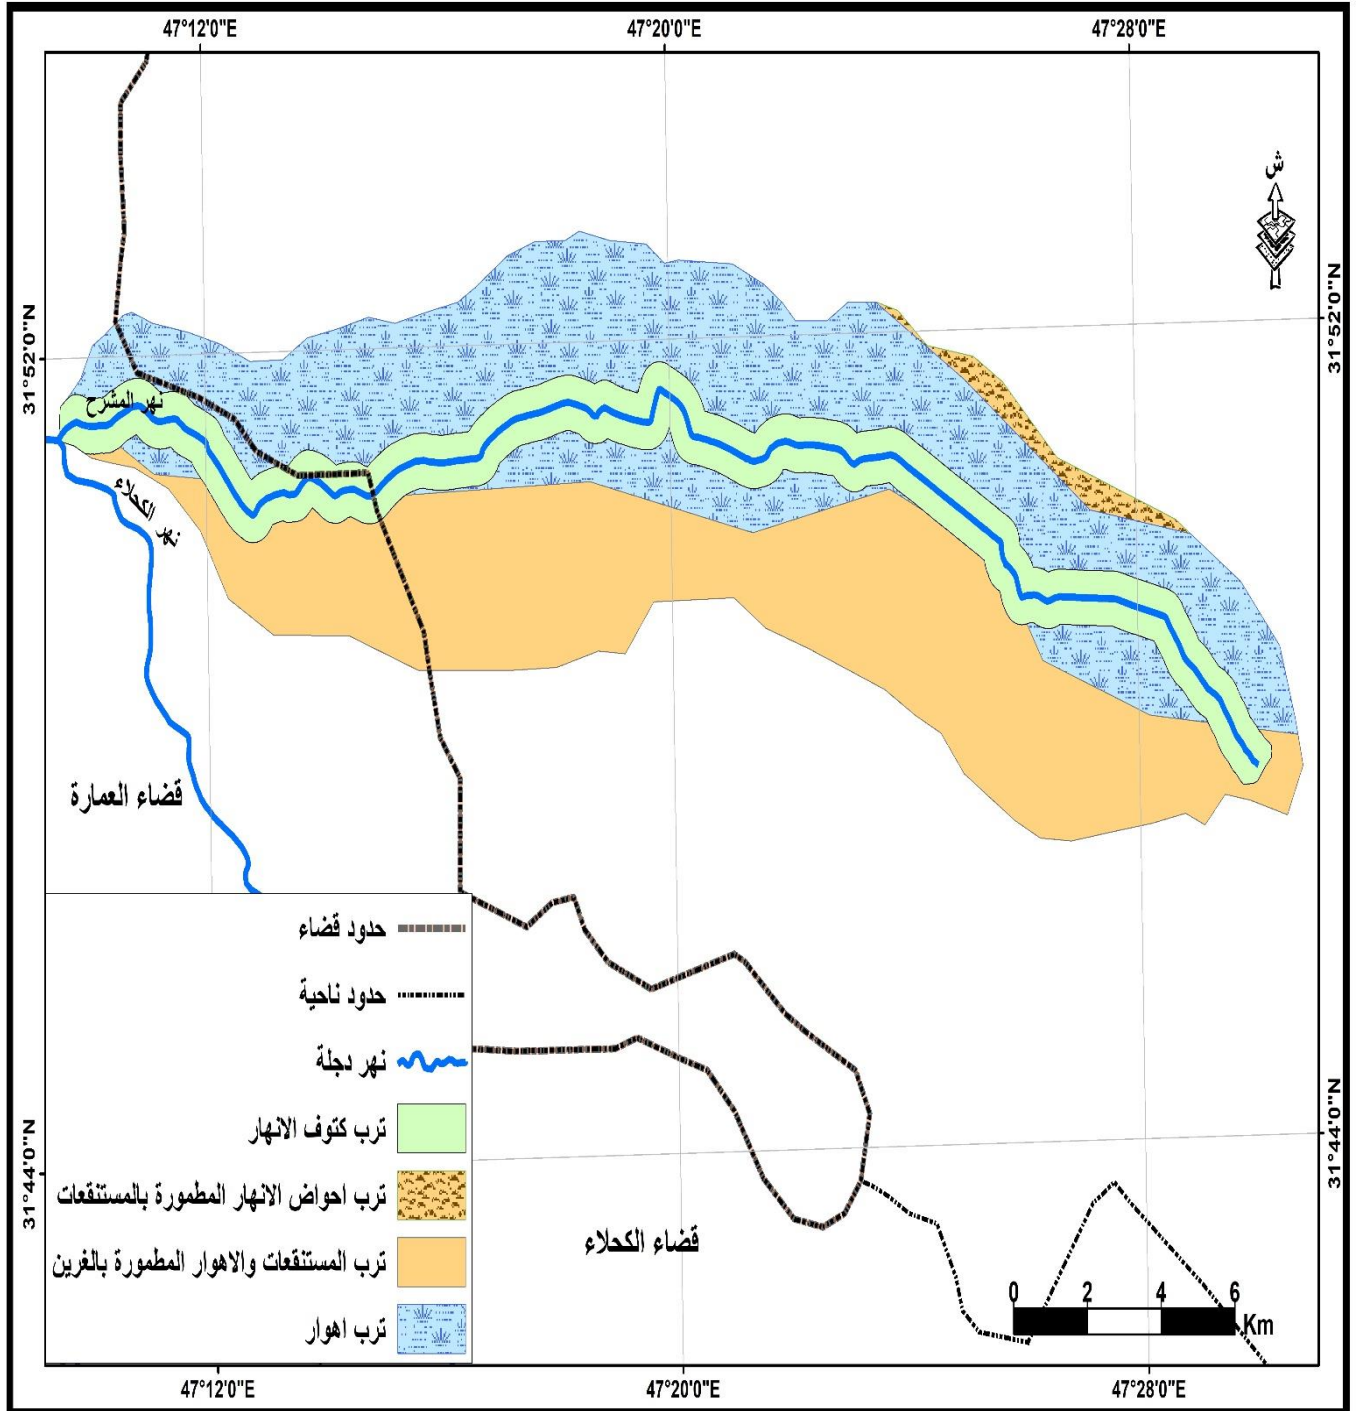 47°12'0"E
47°20'0"E
47°28'0"E
ش
31°52'0"N
31°52'0"N
نهر المشرح
نهر الكحلاء
قضاء العمارة
حدود قضاء
حدود ناحية
نهر دجلة
ترب كتوف الانهار
ترب احواض الانهار المطمورة بالمستنقعات
ترب المستنقعات والاهوار المطمورة بالغرين
ترب اهوار
31°44'0"N
31°44'0"N
قضاء الكحلاء
0 2 4 6
Km
47°12'0"E
47°20'0"E
47°28'0"E